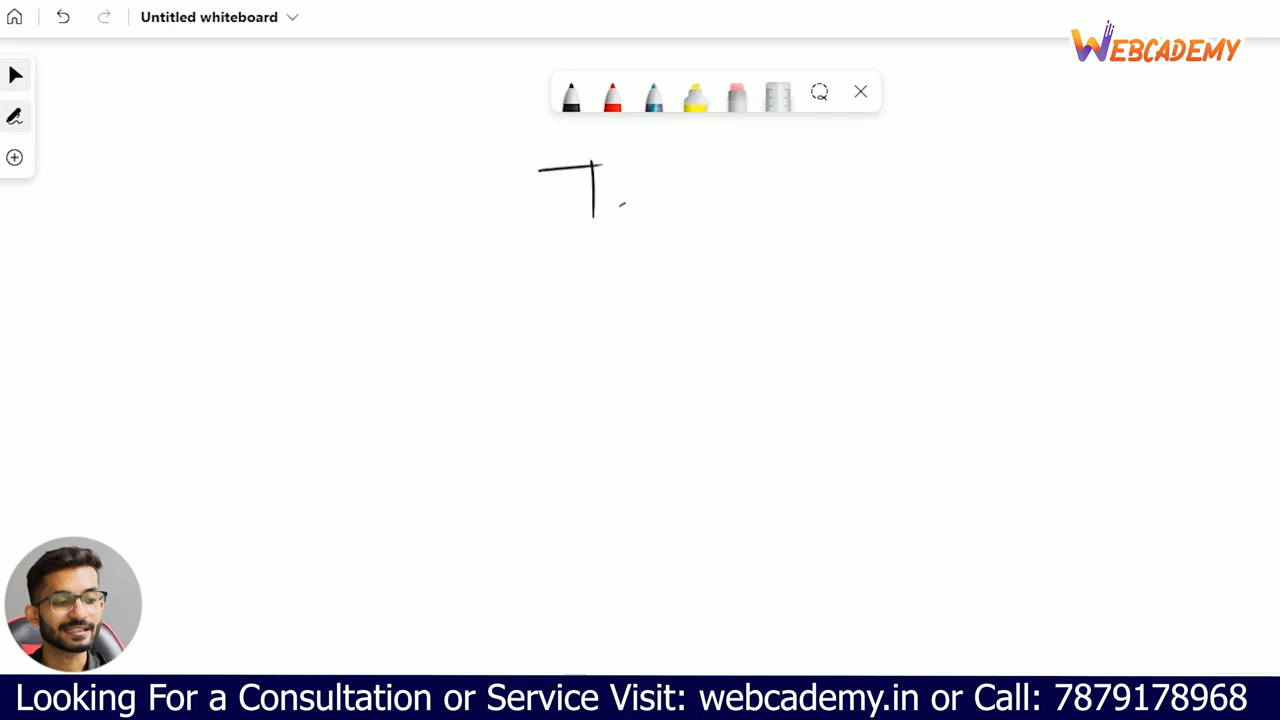 Untitled whiteboard
WEBCADEMY
T
Looking For a Consultation or Service Visit: webcademy.in or Call: 7879178968